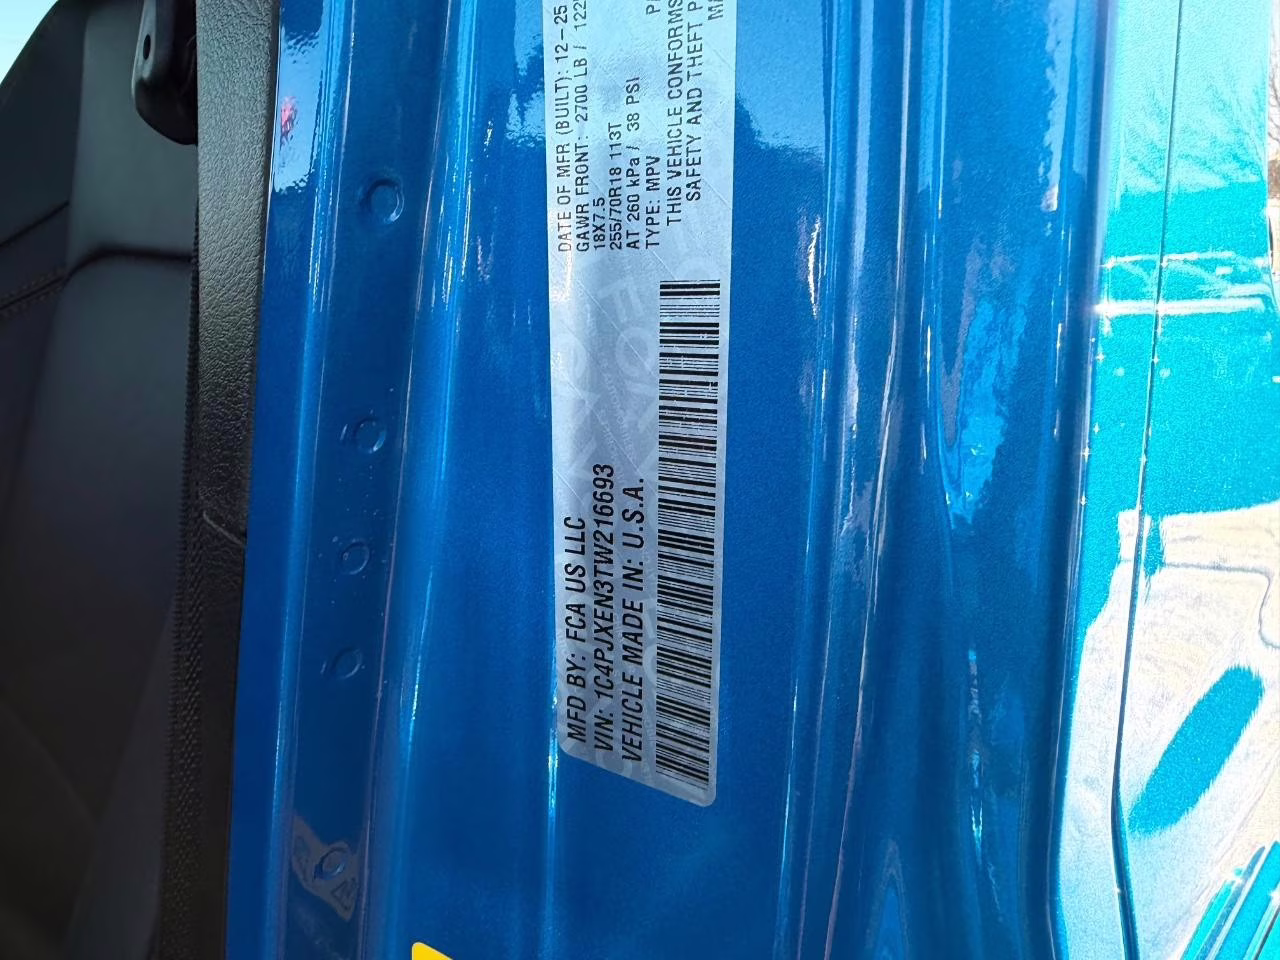 MFD BY: FCA US LLC
VIN: 1C4PJXEN3TW216693
VEHICLE MADE IN: U.S.A.
DATE OF MFR (BUILT): 12-25
GAWR FRONT: 2700 LB / 122
18X7.5
255/70R18 113T
AT 260 kPa / 38 PSI
TYPE: MPV
THIS VEHICLE CONFORMS
SAFETY AND THEFT P